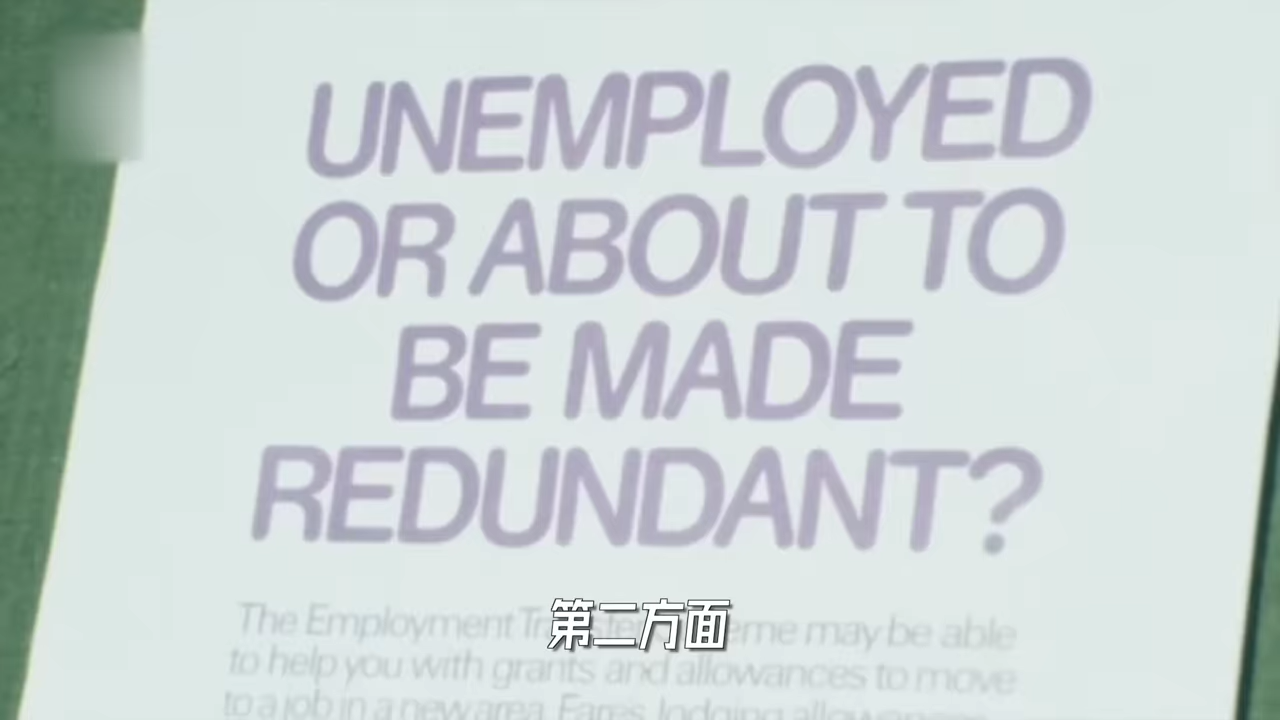 UNEMPLOYED
OR ABOUT TO
BE MADE
REDUNDANT?
The Employment may be able
第二方面
to help you with grants and allowances to move
to a job in a new area. Fares, lodging